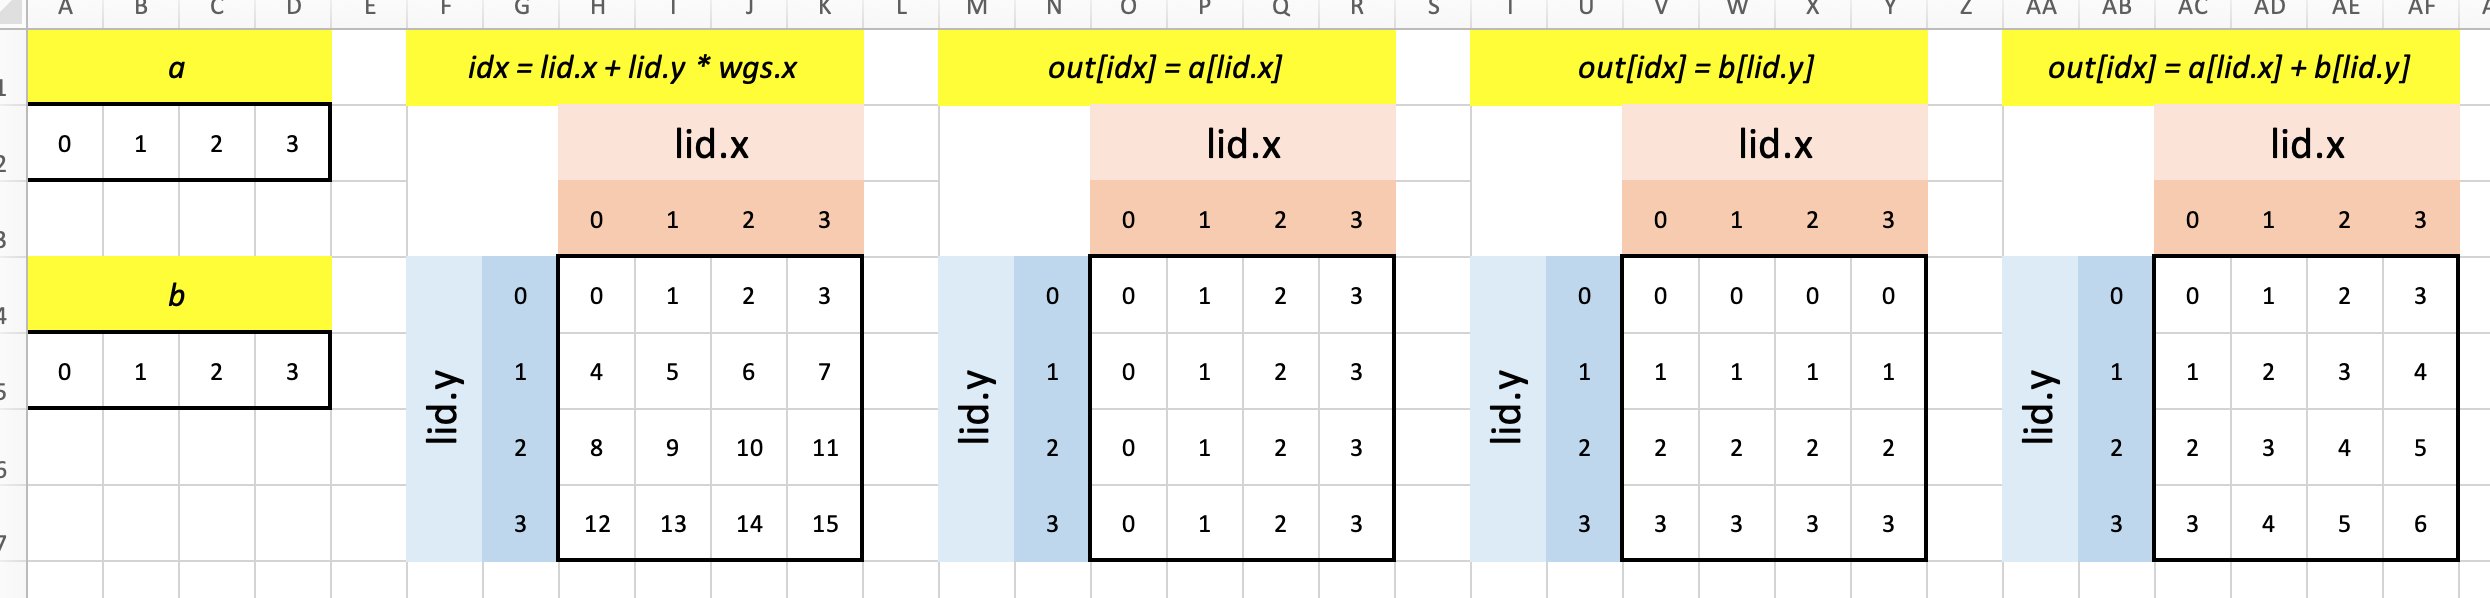 A B C D E F G H I J K L M N O P Q R S T U V W X Y Z AA AB AC AD AE AF
1 a idx = lid.x + lid.y * wgs.x out[idx] = a[lid.x] out[idx] = b[lid.y] out[idx] = a[lid.x] + b[lid.y]
2 0 1 2 3 lid.x lid.x lid.x lid.x
3 0 1 2 3 0 1 2 3 0 1 2 3 0 1 2 3
4 b 0 0 1 2 3 0 0 1 2 3 0 0 0 0 0 0 0 1 2 3
5 0 1 2 3 lid.y 1 4 5 6 7 lid.y 1 0 1 2 3 lid.y 1 1 1 1 1 lid.y 1 1 2 3 4
6 2 8 9 10 11 2 0 1 2 3 2 2 2 2 2 2 2 3 4 5
7 3 12 13 14 15 3 0 1 2 3 3 3 3 3 3 3 3 4 5 6